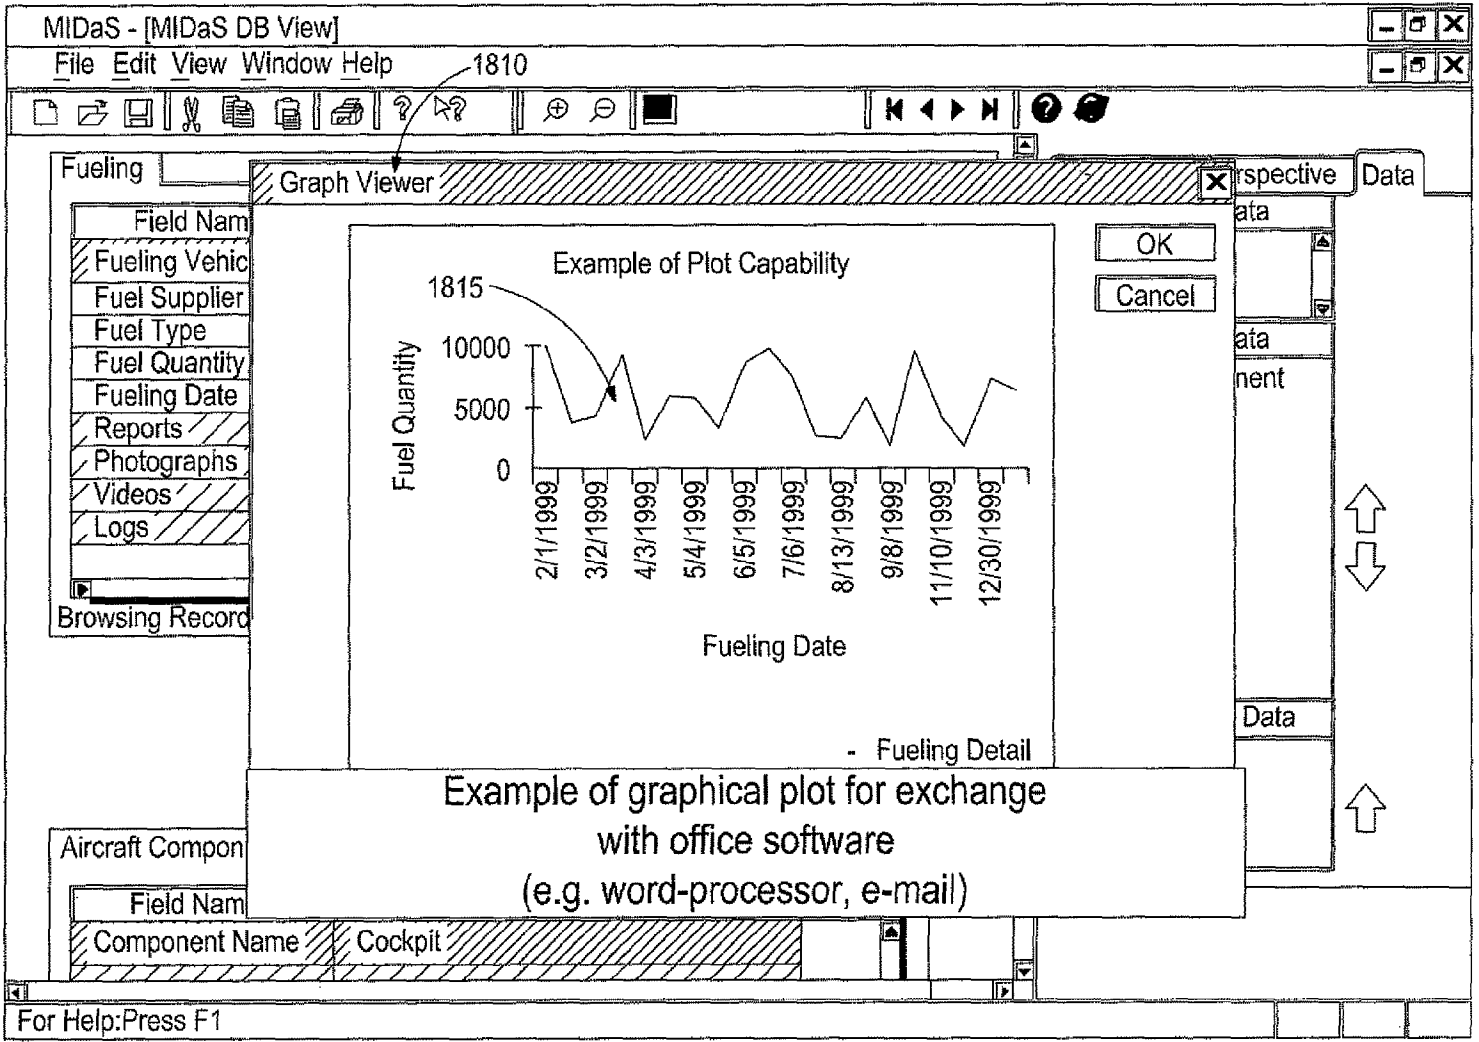 MIDaS - [MIDaS DB View]
File Edit View Window Help
1810
Fueling
Graph Viewer
rspective
Data
Field Nam
Fueling Vehic
Fuel Supplier
Fuel Type
Fuel Quantity
Fueling Date
Reports
Photographs
Videos
Logs
Browsing Record
Example of Plot Capability
1815
Fuel Quantity
10000
5000
0
2/1/1999
3/2/1999
4/3/1999
5/4/1999
6/5/1999
7/6/1999
8/13/1999
9/8/1999
11/10/1999
12/30/1999
Fueling Date
- Fueling Detail
OK
Cancel
ata
ata
nent
Data
Example of graphical plot for exchange
with office software
(e.g. word-processor, e-mail)
Aircraft Compon
Field Nam
Component Name
Cockpit
For Help:Press F1